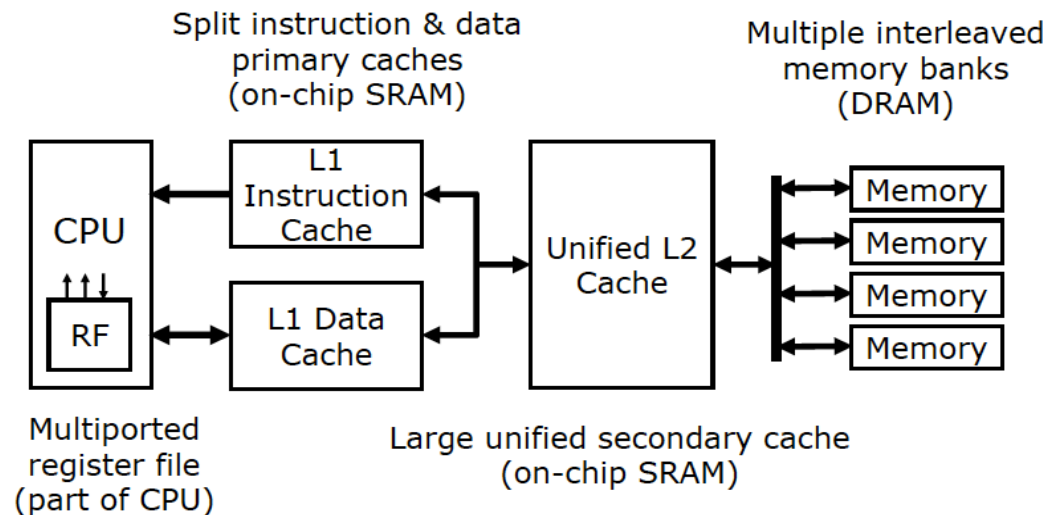 Split instruction & data
primary caches
(on-chip SRAM)
Multiple interleaved
memory banks
(DRAM)
CPU
RF
L1
Instruction
Cache
L1 Data
Cache
Unified L2
Cache
Memory
Memory
Memory
Memory
Multiported
register file
(part of CPU)
Large unified secondary cache
(on-chip SRAM)